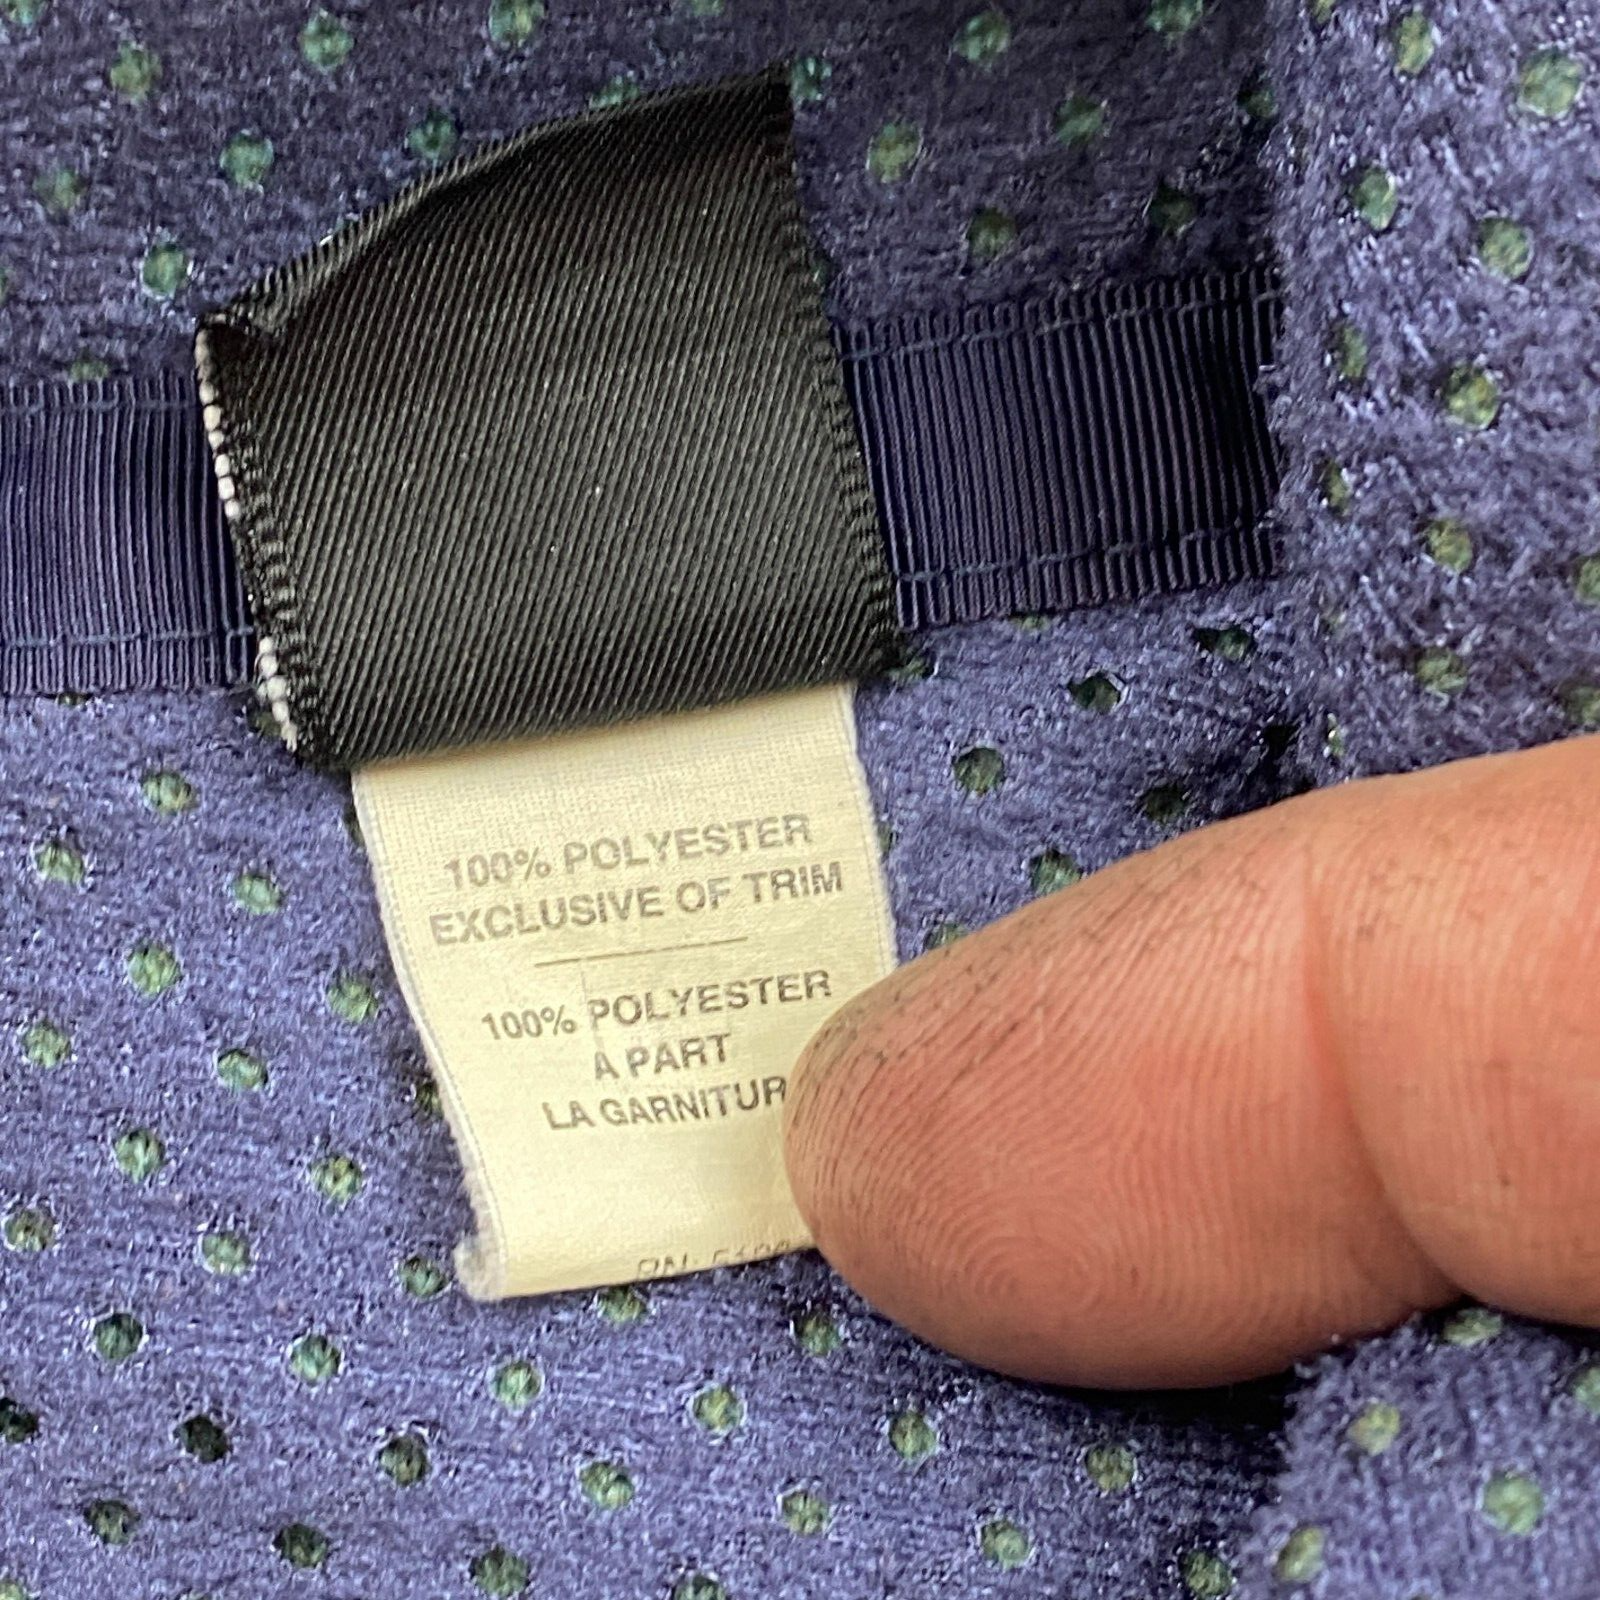 100% POLYESTER
EXCLUSIVE OF TRIM
100% POLYESTER
A PART
LA GARNITUR